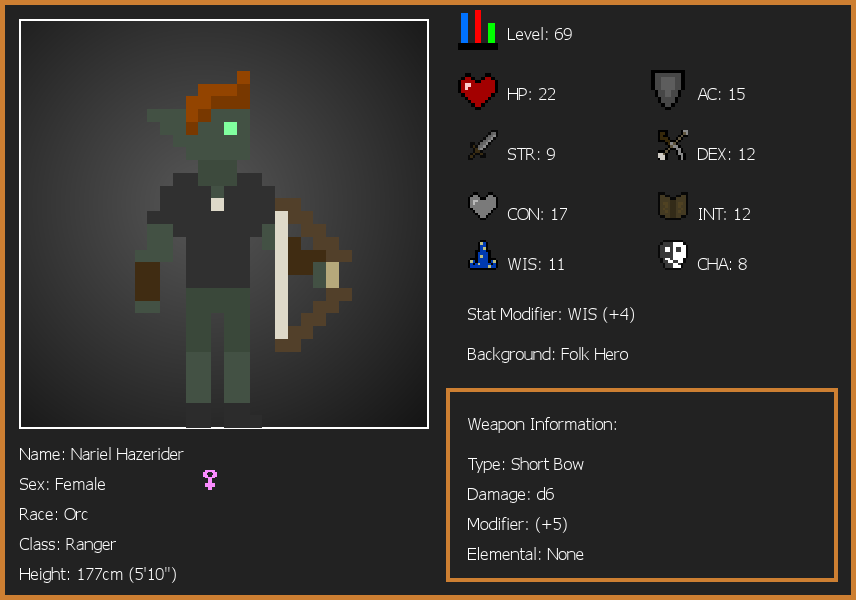 Level: 69
HP: 22
AC: 15
STR: 9
DEX: 12
CON: 17
INT: 12
WIS: 11
CHA: 8
Stat Modifier: WIS (+4)
Background: Folk Hero
Weapon Information:
Type: Short Bow
Damage: d6
Modifier: (+5)
Elemental: None
Name: Nariel Hazerider
Sex: Female
Race: Orc
Class: Ranger
Height: 177cm (5'10")